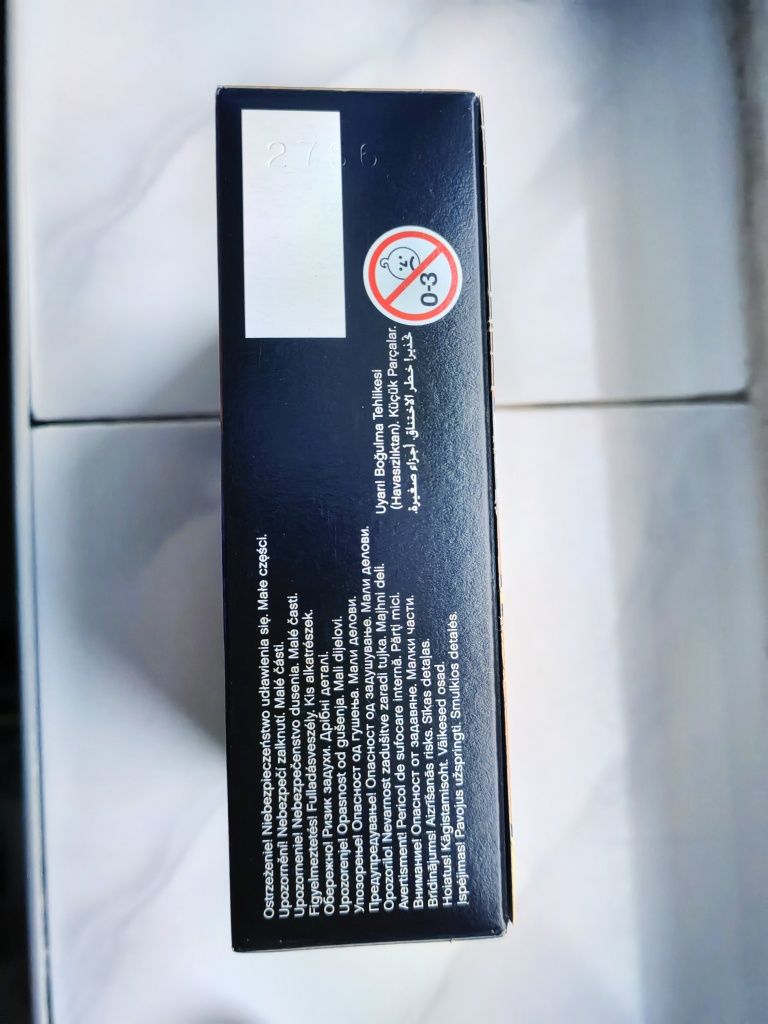 Ostrzeżenie! Niebezpieczeństwo udławienia się. Małe części.
Upozornění! Nebezpečí zalknutí. Malé části.
Upozornenie! Nebezpečenstvo dusenia. Malé časti.
Figyelmeztetés! Fulladásveszély. Kis alkatrészek.
Обережно! Ризик задухи. Дрібні деталі.
Upozorenje! Opasnost od gušenja. Mali dijelovi.
Упозорење! Опасност од гушења. Мали делови.
Предупредување! Опасност од задушување. Мали делови.
Opozorilo! Nevarnost zadušitve zaradi tujka. Majhni deli.
Avertisment! Pericol de sufocare internă. Părți mici.
Внимание! Опасност от задавяне. Малки части.
Brīdinājums! Aizrīšanās risks. Sīkas detaļas.
Hoiatus! Kägistamisoht. Väikesed osad.
Įspėjimas! Pavojus užspringti. Smulkios detalės.
Uyarı! Boğulma Tehlikesi
(Havasızlıktan). Küçük Parçalar.
تحذير! خطر الاختناق. أجزاء صغيرة.
0-3
2796